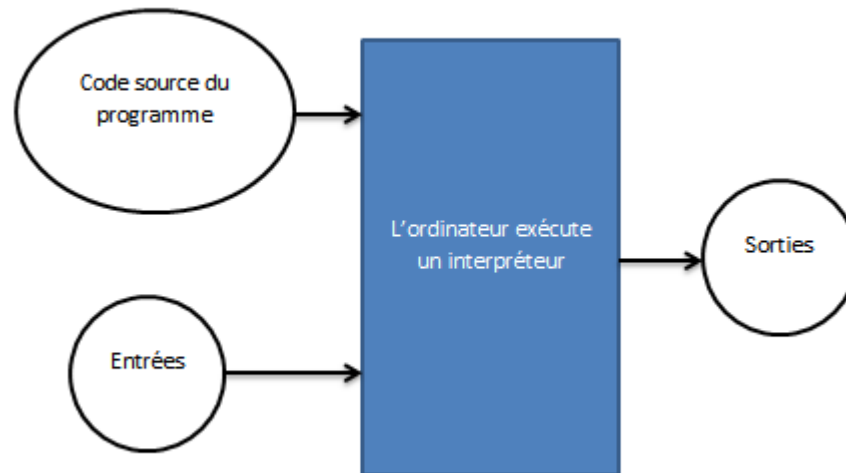 Code source du
programme
L'ordinateur exécute
un interpréteur
Sorties
Entrées